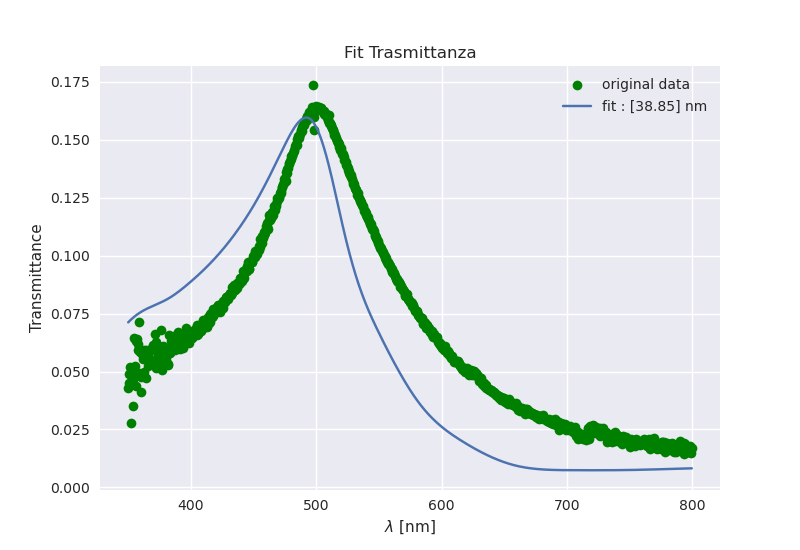 Fit Trasmittanza
original data
fit : [38.85] nm
Transmittance
0.175
0.150
0.125
0.100
0.075
0.050
0.025
0.000
400 500 600 700 800
λ [nm]